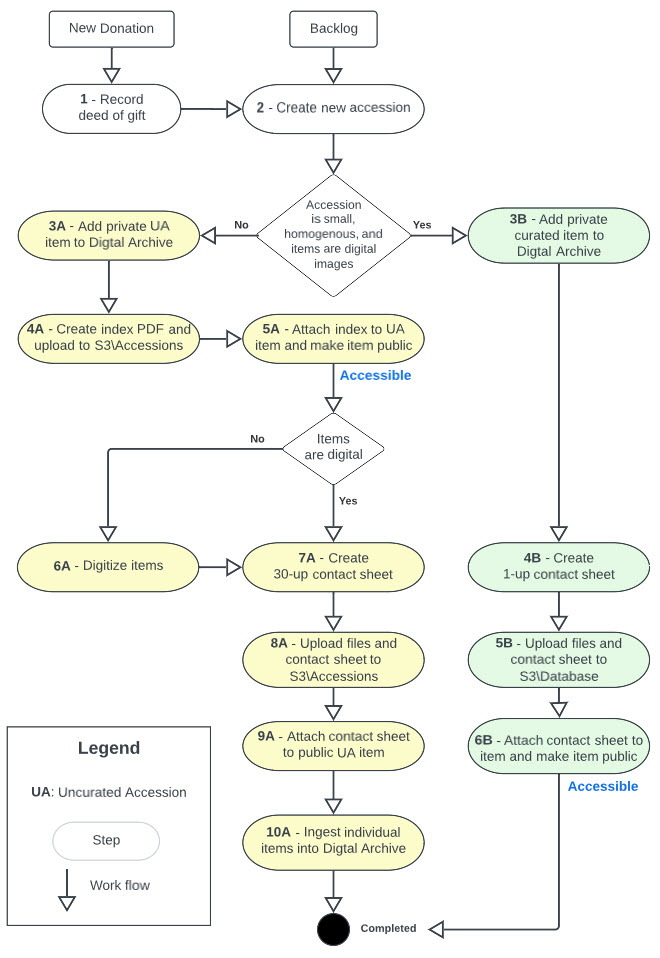 New Donation
Backlog
1 - Record
deed of gift
2 - Create new accession
Accession
is small,
homogenous, and
items are digital
images
No
Yes
3A - Add private UA
item to Digtal Archive
3B - Add private
curated item to
Digtal Archive
4A - Create index PDF and
upload to S3\Accessions
5A - Attach index to UA
item and make item public
Accessible
Items
are digital
No
Yes
6A - Digitize items
7A - Create
30-up contact sheet
4B - Create
1-up contact sheet
8A - Upload files and
contact sheet to
S3\Accessions
5B - Upload files and
contact sheet to
S3\Database
9A - Attach contact sheet
to public UA item
6B - Attach contact sheet to
item and make item public
Accessible
10A - Ingest individual
items into Digtal Archive
Completed
Legend
UA: Uncurated Accession
Step
Work flow